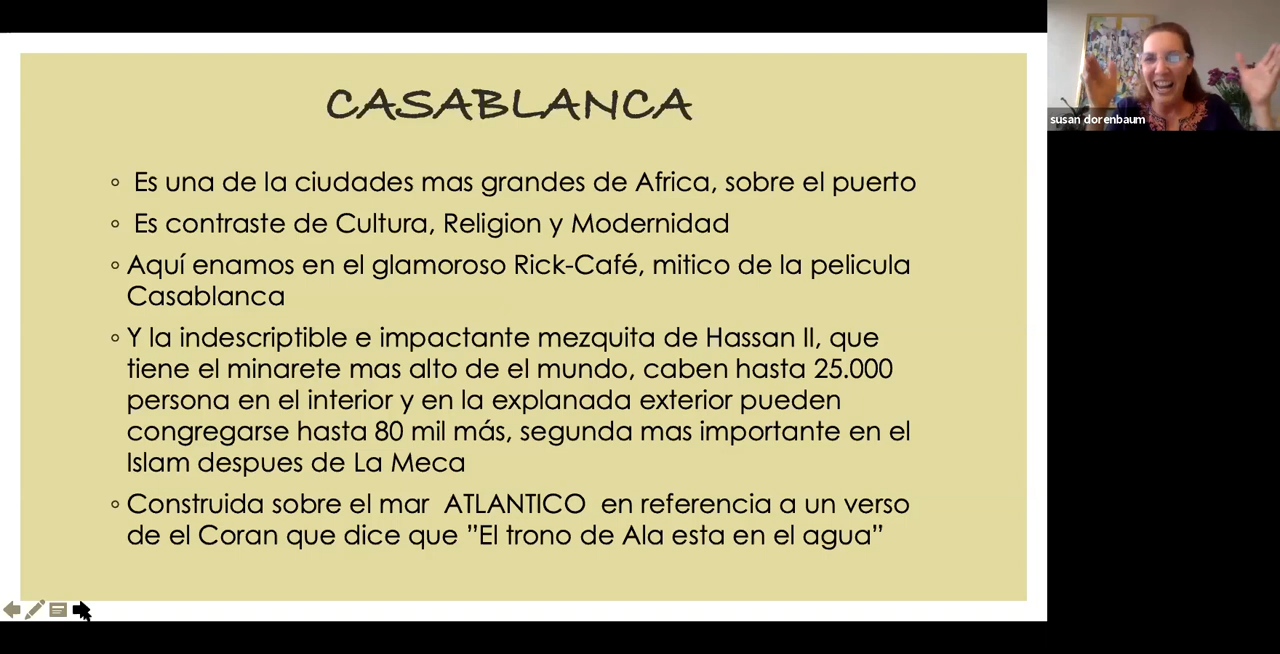 CASABLANCA
Es una de la ciudades mas grandes de Africa, sobre el puerto
Es contraste de Cultura, Religion y Modernidad
Aquí enamos en el glamoroso Rick-Café, mitico de la pelicula
Casablanca
Y la indescriptible e impactante mezquita de Hassan II, que
tiene el minarete mas alto de el mundo, caben hasta 25.000
persona en el interior y en la explanada exterior pueden
congregarse hasta 80 mil más, segunda mas importante en el
Islam despues de La Meca
Construida sobre el mar  ATLANTICO  en referencia a un verso
de el Coran que dice que ”El trono de Ala esta en el agua”
susan dorenbaum